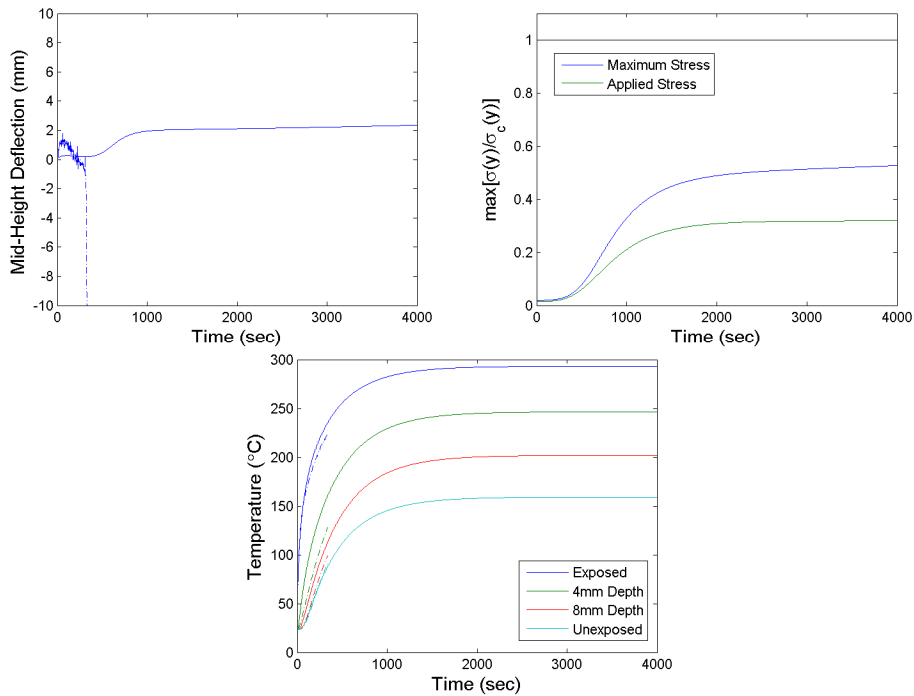 10
8
6
4
2
0
-2
-4
-6
-8
-10
Mid-Height Deflection (mm)
0 1000 2000 3000 4000
Time (sec)
1
0.8
0.6
0.4
0.2
0
max[σ(y)/σc(y)]
Maximum Stress
Applied Stress
0 1000 2000 3000 4000
Time (sec)
300
250
200
150
100
50
0
Temperature (°C)
Exposed
4mm Depth
8mm Depth
Unexposed
0 1000 2000 3000 4000
Time (sec)